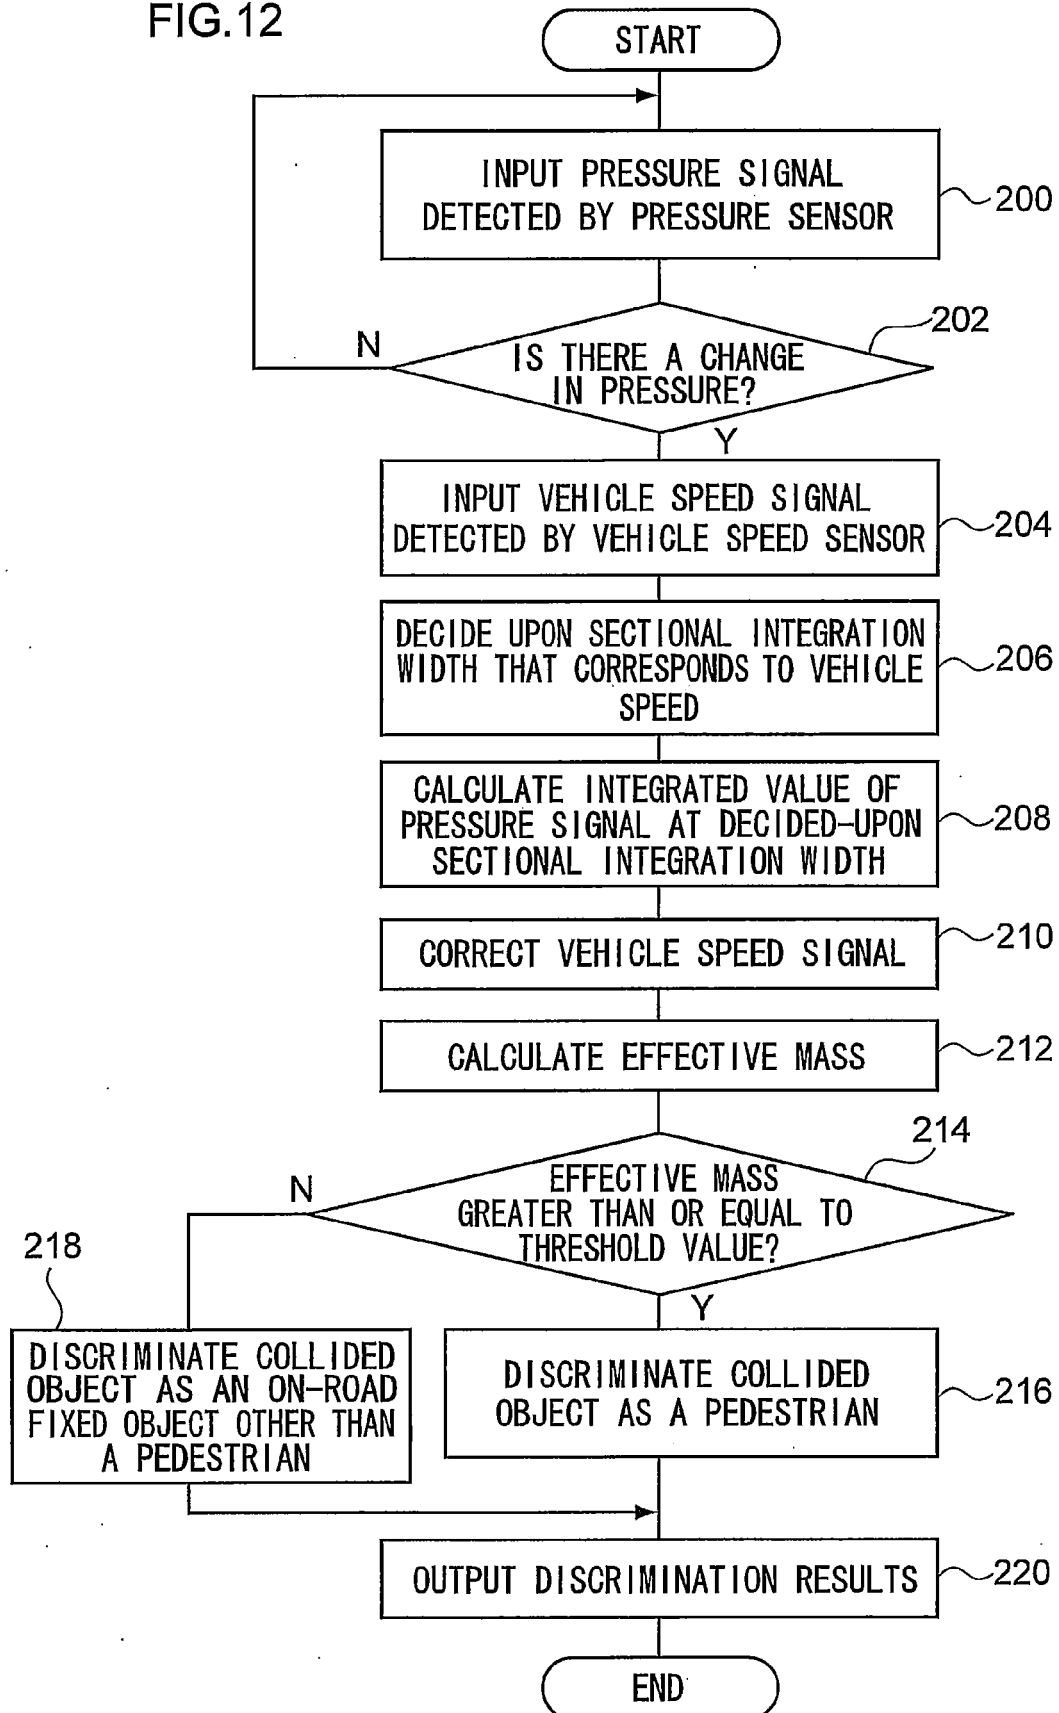 FIG.12
START
INPUT PRESSURE SIGNAL
DETECTED BY PRESSURE SENSOR
200
202
N
IS THERE A CHANGE
IN PRESSURE?
Y
INPUT VEHICLE SPEED SIGNAL
DETECTED BY VEHICLE SPEED SENSOR
204
DECIDE UPON SECTIONAL INTEGRATION
WIDTH THAT CORRESPONDS TO VEHICLE
SPEED
206
CALCULATE INTEGRATED VALUE OF
PRESSURE SIGNAL AT DECIDED-UPON
SECTIONAL INTEGRATION WIDTH
208
CORRECT VEHICLE SPEED SIGNAL
210
CALCULATE EFFECTIVE MASS
212
214
N
EFFECTIVE MASS
GREATER THAN OR EQUAL TO
THRESHOLD VALUE?
218
Y
DISCRIMINATE COLLIDED
OBJECT AS AN ON-ROAD
FIXED OBJECT OTHER THAN
A PEDESTRIAN
DISCRIMINATE COLLIDED
OBJECT AS A PEDESTRIAN
216
OUTPUT DISCRIMINATION RESULTS
220
END